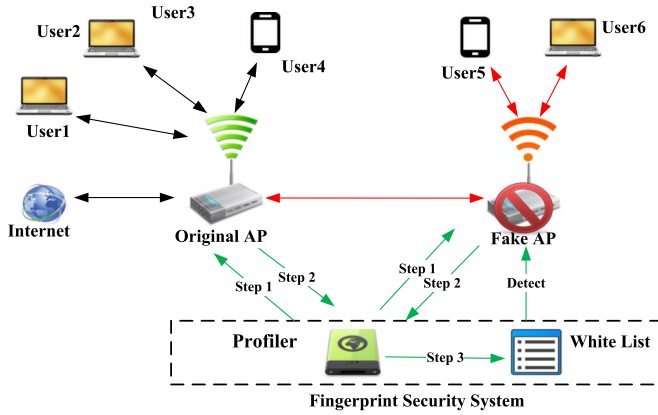 User3
User2
User6
User4
User5
User1
Internet
Original AP
Fake AP
Step 2
Step 1
Step 1
Step 2
Detect
Profiler
White List
Step 3
Fingerprint Security System